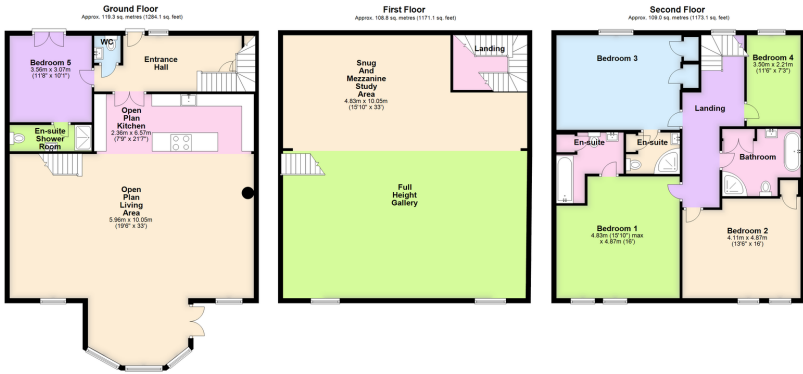 Ground Floor
Approx. 119.3 sq. metres (1284.1 sq. feet)
WC
Bedroom 5
3.56m x 3.07m
(11'8" x 10'1")
Entrance
Hall
Open
Plan
Kitchen
2.36m x 6.57m
(7'9" x 21'7")
En-suite
Shower
Room
Open
Plan
Living
Area
5.96m x 10.05m
(19'6" x 33')
First Floor
Approx. 108.8 sq. metres (1171.1 sq. feet)
Snug
And
Mezzanine
Study
Area
4.83m x 10.05m
(15'10" x 33')
Landing
Full
Height
Gallery
Second Floor
Approx. 109.0 sq. metres (1173.1 sq. feet)
Bedroom 3
Bedroom 4
3.50m x 2.21m
(11'6" x 7'3")
Landing
En-suite
En-suite
Bathroom
Bedroom 1
4.83m (15'10") max
x 4.87m (16')
Bedroom 2
4.11m x 4.87m
(13'6" x 16')